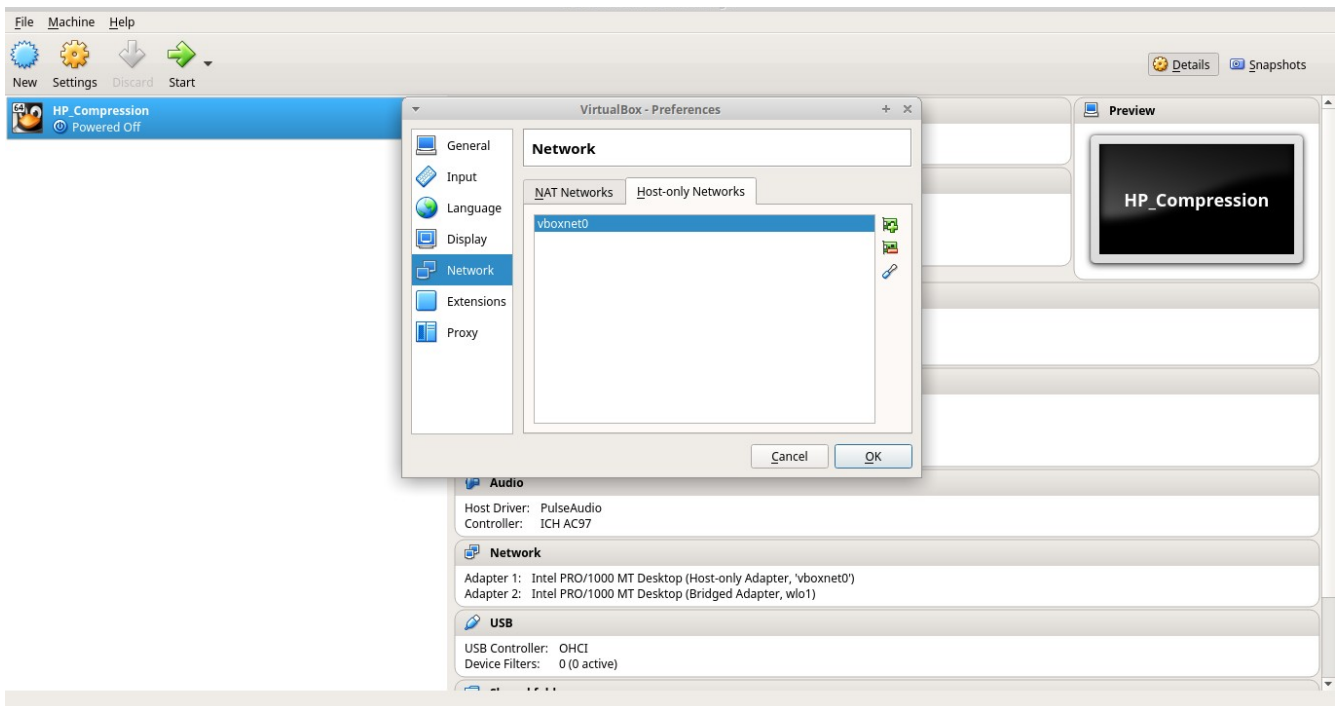 File Machine Help
New Settings Discard Start
Details Snapshots
64
HP_Compression
Powered Off
VirtualBox - Preferences
General
Input
Language
Display
Network
Extensions
Proxy
Network
NAT Networks Host-only Networks
vboxnet0
Cancel OK
Preview
HP_Compression
Audio
Host Driver: PulseAudio
Controller: ICH AC97
Network
Adapter 1: Intel PRO/1000 MT Desktop (Host-only Adapter, 'vboxnet0')
Adapter 2: Intel PRO/1000 MT Desktop (Bridged Adapter, wlo1)
USB
USB Controller: OHCI
Device Filters: 0 (0 active)